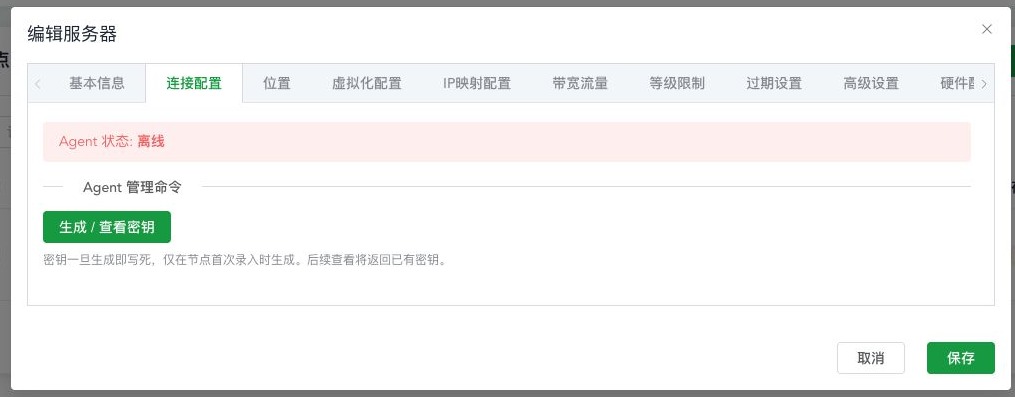 编辑服务器
基本信息 连接配置 位置 虚拟化配置 IP映射配置 带宽流量 等级限制 过期设置 高级设置 硬件
Agent 状态: 离线
Agent 管理命令
生成 / 查看密钥
密钥一旦生成即写死，仅在节点首次录入时生成。后续查看将返回已有密钥。
取消 保存